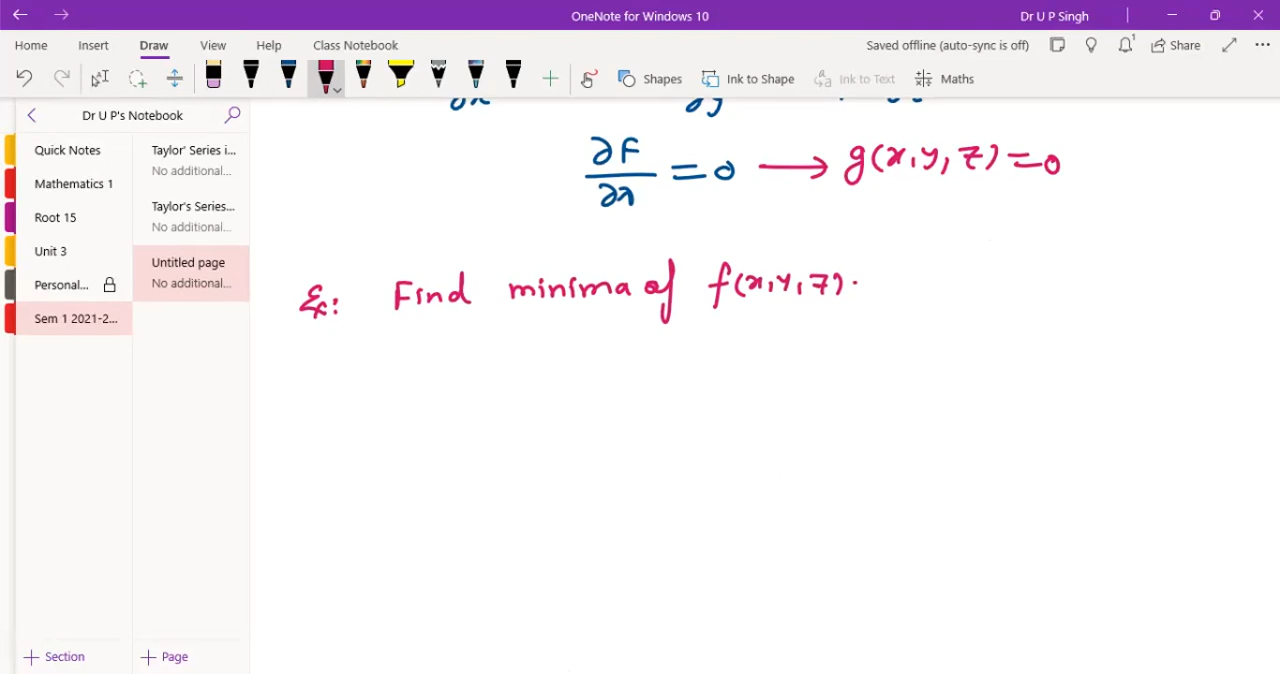 OneNote for Windows 10
Dr U P Singh
Home Insert Draw View Help Class Notebook
Saved offline (auto-sync is off)
1
Share
Shapes
Ink to Shape
Ink to Text
Maths
Dr U P's Notebook
Quick Notes
Mathematics 1
Root 15
Unit 3
Personal...
Sem 1 2021-2...
Taylor' Series i...
No additional...
Taylor's Series...
No additional...
Untitled page
No additional...
∂F/∂λ = 0 → g(x, y, z) = 0
Ex: Find minima of f(x, y, z).
+ Section
+ Page